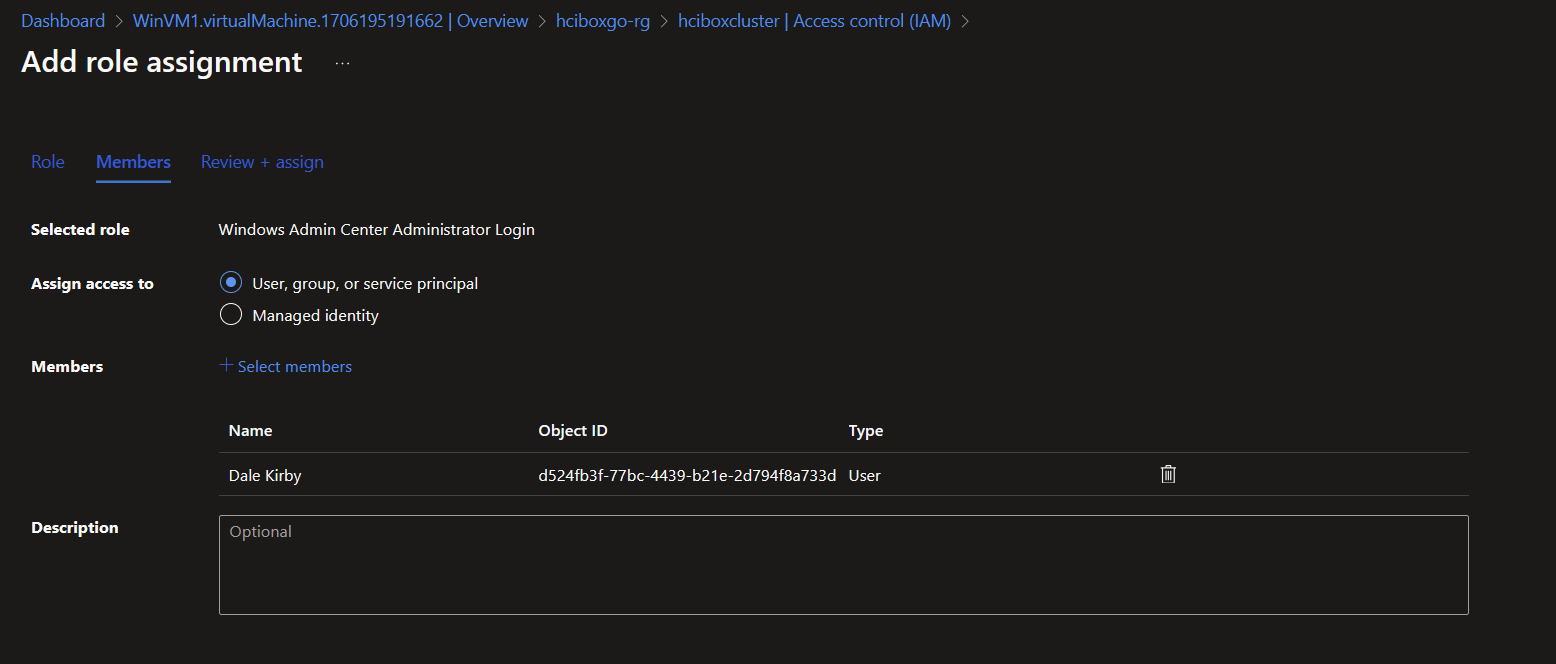 Dashboard > WinVM1.virtualMachine.1706195191662 | Overview > hciboxgo-rg > hciboxcluster | Access control (IAM) >
Add role assignment ...
Role Members Review + assign
Selected role Windows Admin Center Administrator Login
Assign access to User, group, or service principal
Managed identity
Members + Select members
Name Object ID Type
Dale Kirby d524fb3f-77bc-4439-b21e-2d794f8a733d User
Description Optional